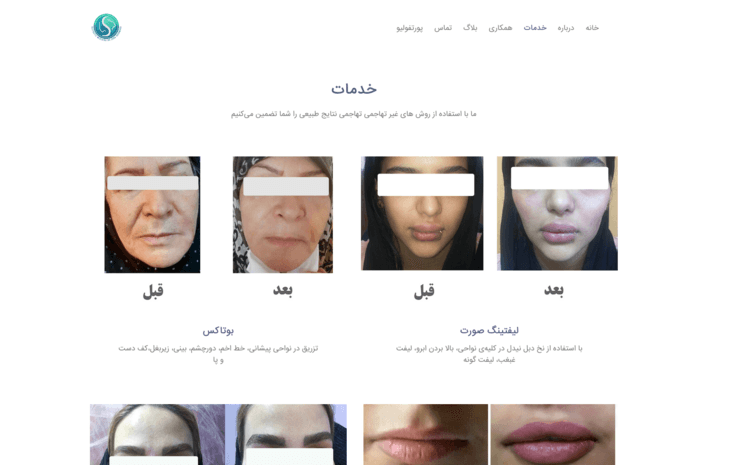 خانه
درباره
خدمات
همکاری
بلاگ
تماس
پورتفولیو
خدمات
ما با استفاده از روش های غیر تهاجمی تهاجمی نتایج طبیعی را شما تضمین می‌کنیم
بعد
قبل
بعد
قبل
لیفتینگ صورت
با استفاده از نخ دبل نیدل در کلیه‌ی نواحی، بالا بردن ابرو، لیفت
غبغب، لیفت گونه
بوتاکس
تزریق در نواحی پیشانی، خط اخم، دورچشم، بینی، زیربغل،کف دست
و پا